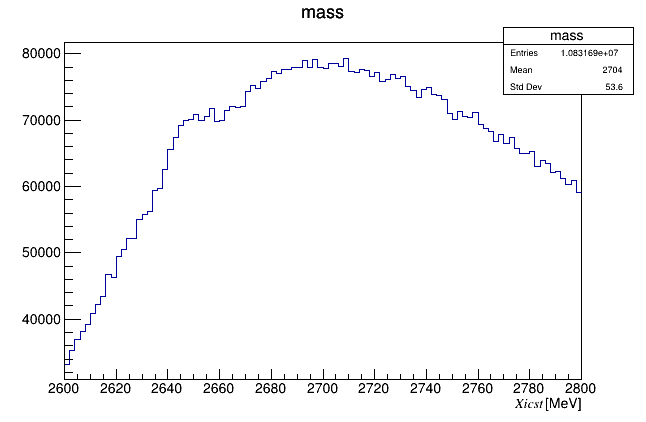 mass
mass
Entries 1.083169e+07
Mean 2704
Std Dev 53.6
80000
70000
60000
50000
40000
2600 2620 2640 2660 2680 2700 2720 2740 2760 2780 2800
Xicst [MeV]